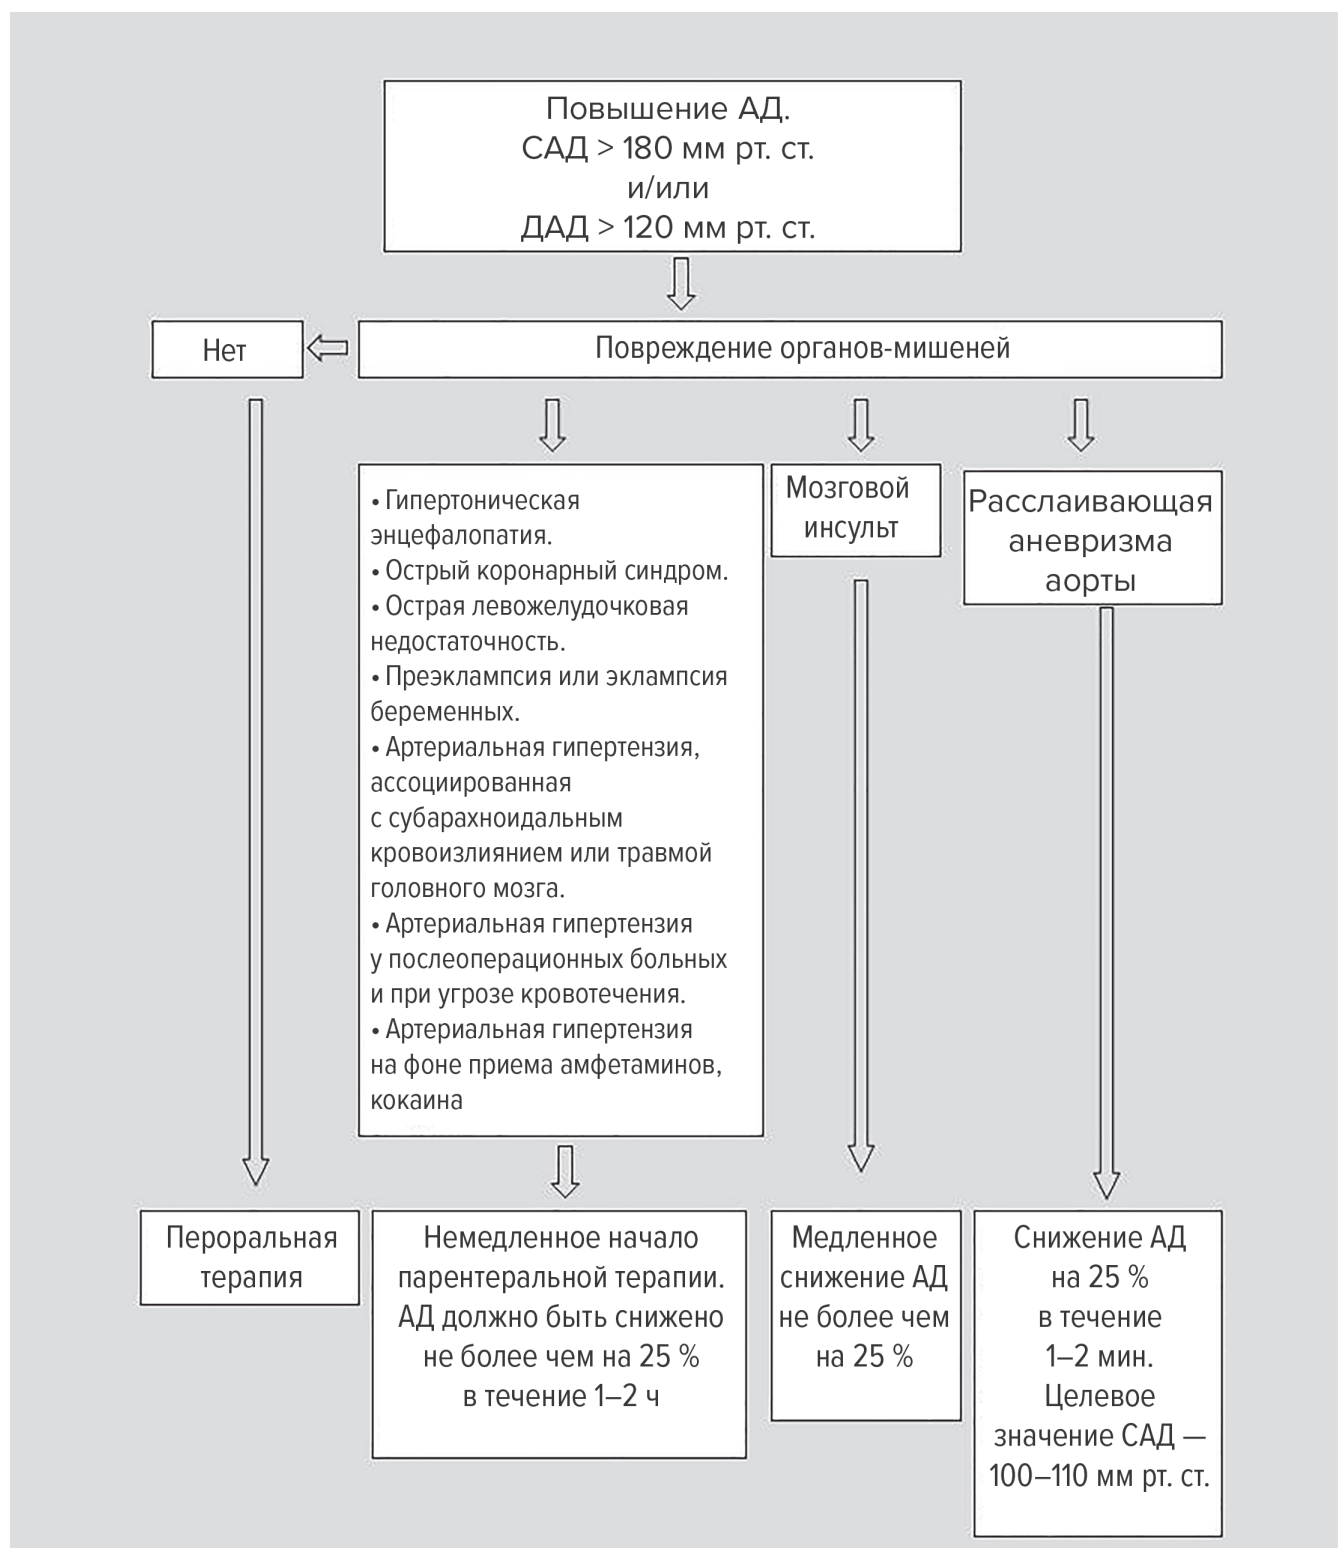 Повышение АД.
САД > 180 мм рт. ст.
и/или
ДАД > 120 мм рт. ст.
Нет
Повреждение органов-мишеней
• Гипертоническая
энцефалопатия.
• Острый коронарный синдром.
• Острая левожелудочковая
недостаточность.
• Преэклампсия или эклампсия
беременных.
• Артериальная гипертензия,
ассоциированная
с субарахноидальным
кровоизлиянием или травмой
головного мозга.
• Артериальная гипертензия
у послеоперационных больных
и при угрозе кровотечения.
• Артериальная гипертензия
на фоне приема амфетаминов,
кокаина
Мозговой
инсульт
Расслаивающая
аневризма
аорты
Пероральная
терапия
Немедленное начало
парентеральной терапии.
АД должно быть снижено
не более чем на 25 %
в течение 1–2 ч
Медленное
снижение АД
не более чем
на 25 %
Снижение АД
на 25 %
в течение
1–2 мин.
Целевое
значение САД —
100–110 мм рт. ст.